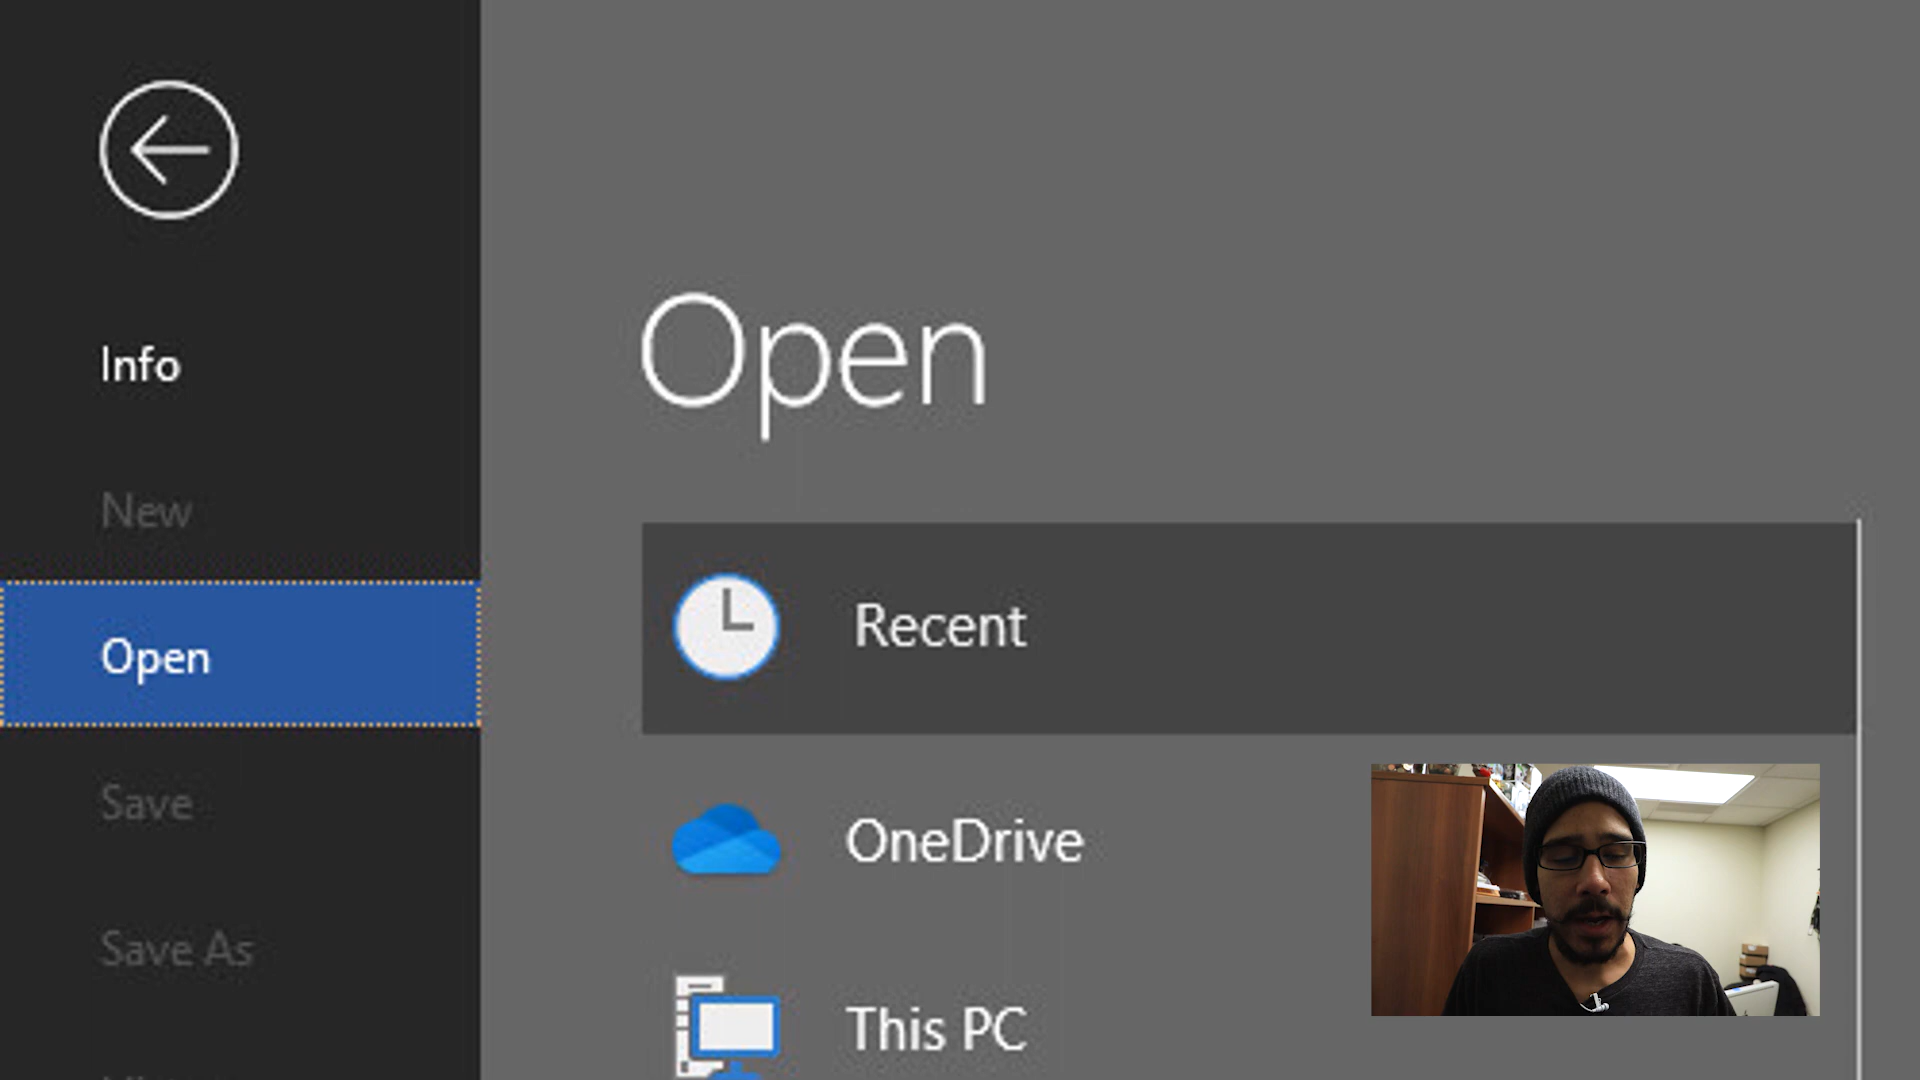 Info
New
Open
Save
Save As
Open
Recent
OneDrive
This PC